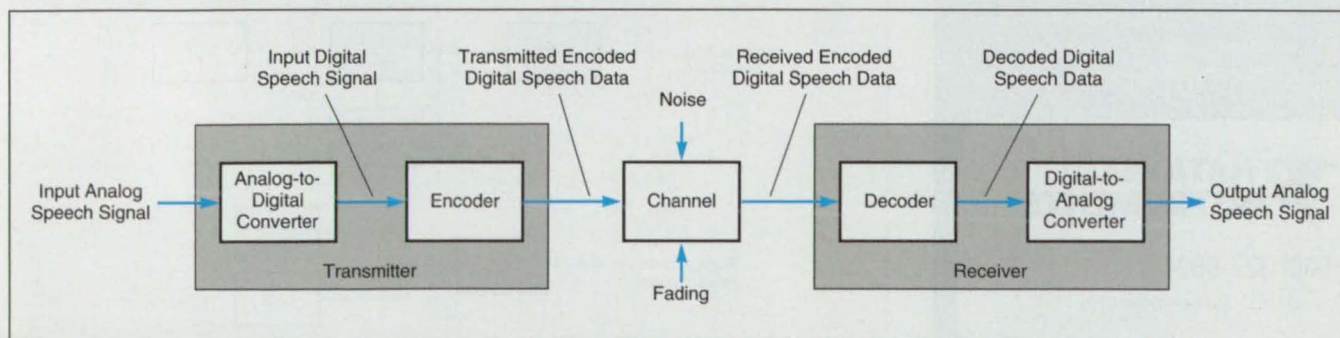 Input Digital
Speech Signal
Transmitted Encoded
Digital Speech Data
Received Encoded
Digital Speech Data
Decoded Digital
Speech Data
Noise
Input Analog
Speech Signal
Analog-to-
Digital
Converter
Encoder
Channel
Decoder
Digital-to-
Analog
Converter
Output Analog
Speech Signal
Transmitter
Receiver
Fading